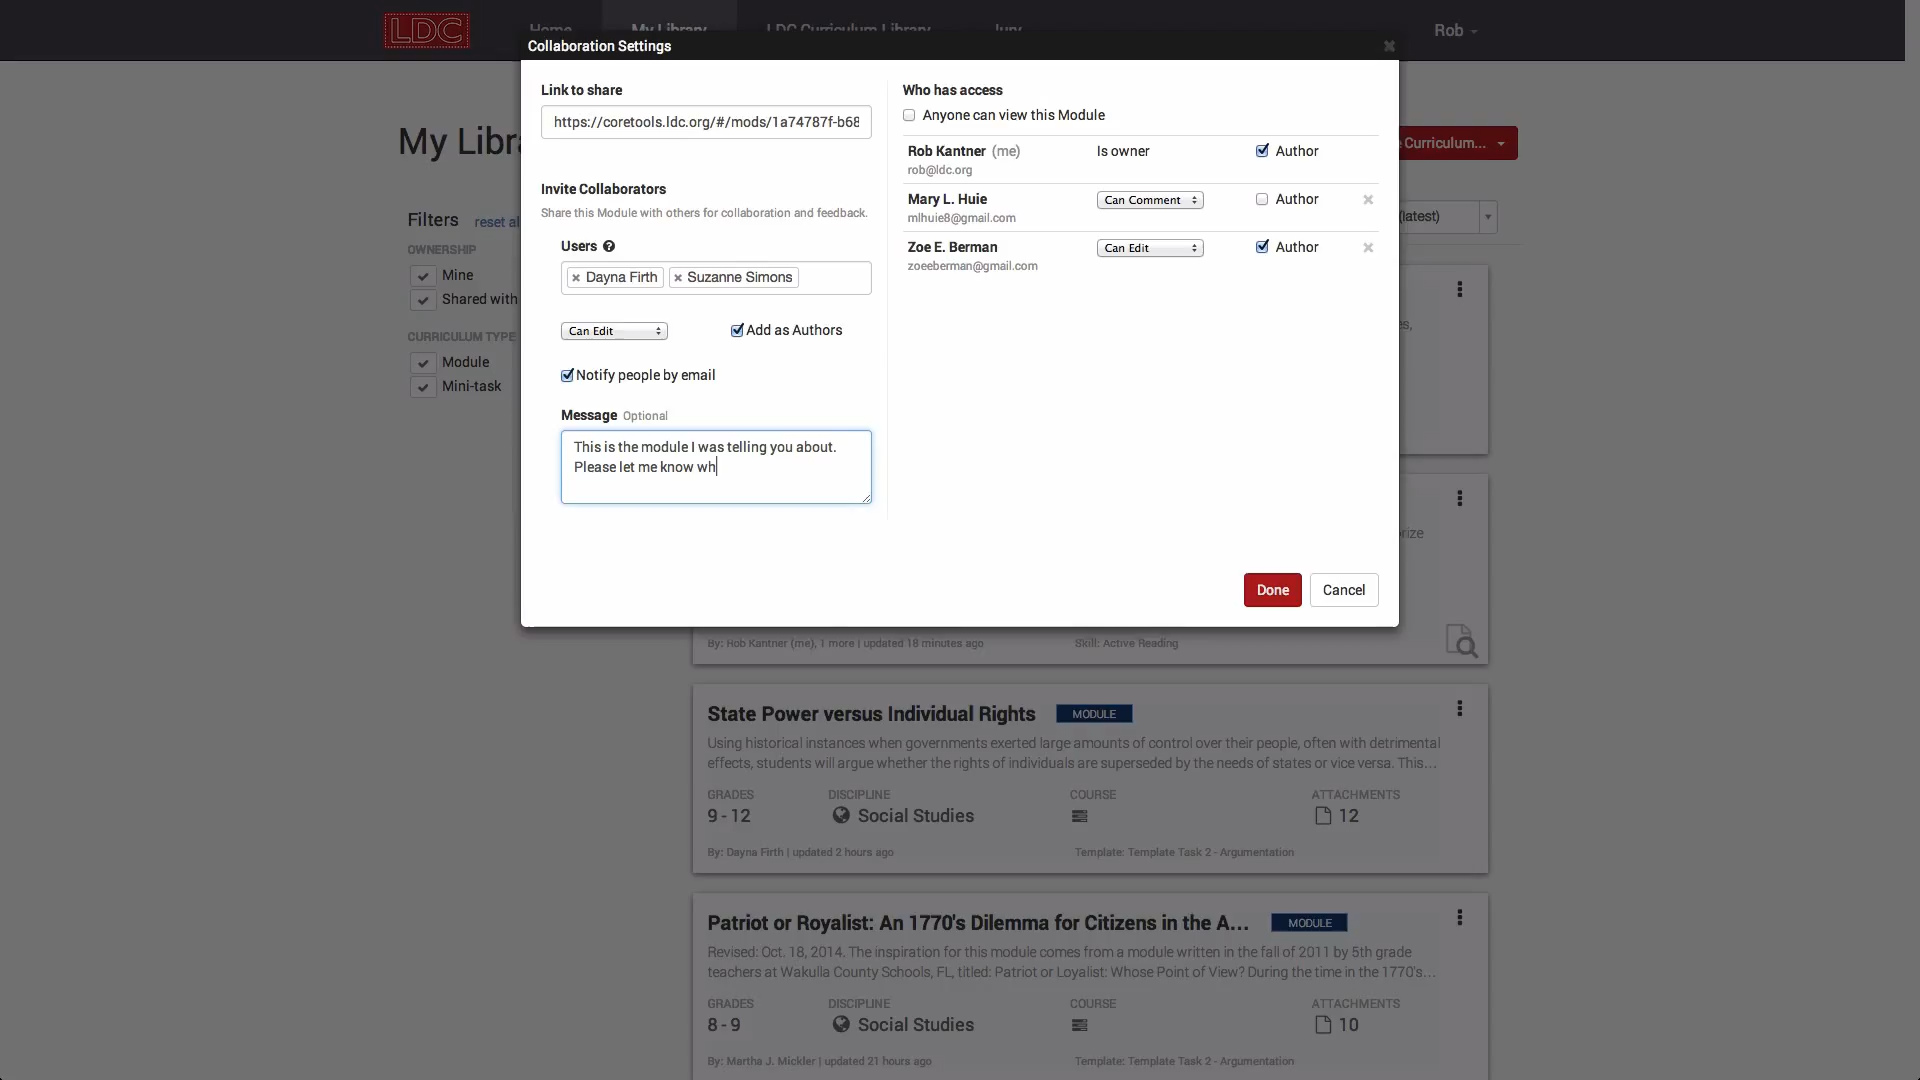 LDC
Home
My Library
LDC Curriculum Library
Jury
Rob
Collaboration Settings
Link to share
https://coretools.ldc.org/#/mods/1a74787f-b68
Invite Collaborators
Share this Module with others for collaboration and feedback.
Users
Dayna Firth
Suzanne Simons
Can Edit
Add as Authors
Notify people by email
Message Optional
This is the module I was telling you about.
Please let me know wh
Who has access
Anyone can view this Module
Rob Kantner (me)
Is owner
Author
rob@ldc.org
Mary L. Huie
Can Comment
Author
mlhuie8@gmail.com
Zoe E. Berman
Can Edit
Author
zoeeberman@gmail.com
Done
Cancel
My Libr
Curriculum...
Filters
reset al
(latest)
OWNERSHIP
Mine
Shared with
CURRICULUM TYPE
Module
Mini-task
es,
rize
By: Rob Kantner (me), 1 more | updated 18 minutes ago
Skill: Active Reading
State Power versus Individual Rights
MODULE
Using historical instances when governments exerted large amounts of control over their people, often with detrimental
effects, students will argue whether the rights of individuals are superseded by the needs of states or vice versa. This...
GRADES
DISCIPLINE
COURSE
ATTACHMENTS
9 - 12
Social Studies
12
By: Dayna Firth | updated 2 hours ago
Template: Template Task 2 - Argumentation
Patriot or Royalist: An 1770's Dilemma for Citizens in the A...
MODULE
Revised: Oct. 18, 2014. The inspiration for this module comes from a module written in the fall of 2011 by 5th grade
teachers at Wakulla County Schools, FL, titled: Patriot or Loyalist: Whose Point of View? During the time in the 1770's...
GRADES
DISCIPLINE
COURSE
ATTACHMENTS
8 - 9
Social Studies
10
By: Martha J. Mickler | updated 21 hours ago
Template: Template Task 2 - Argumentation